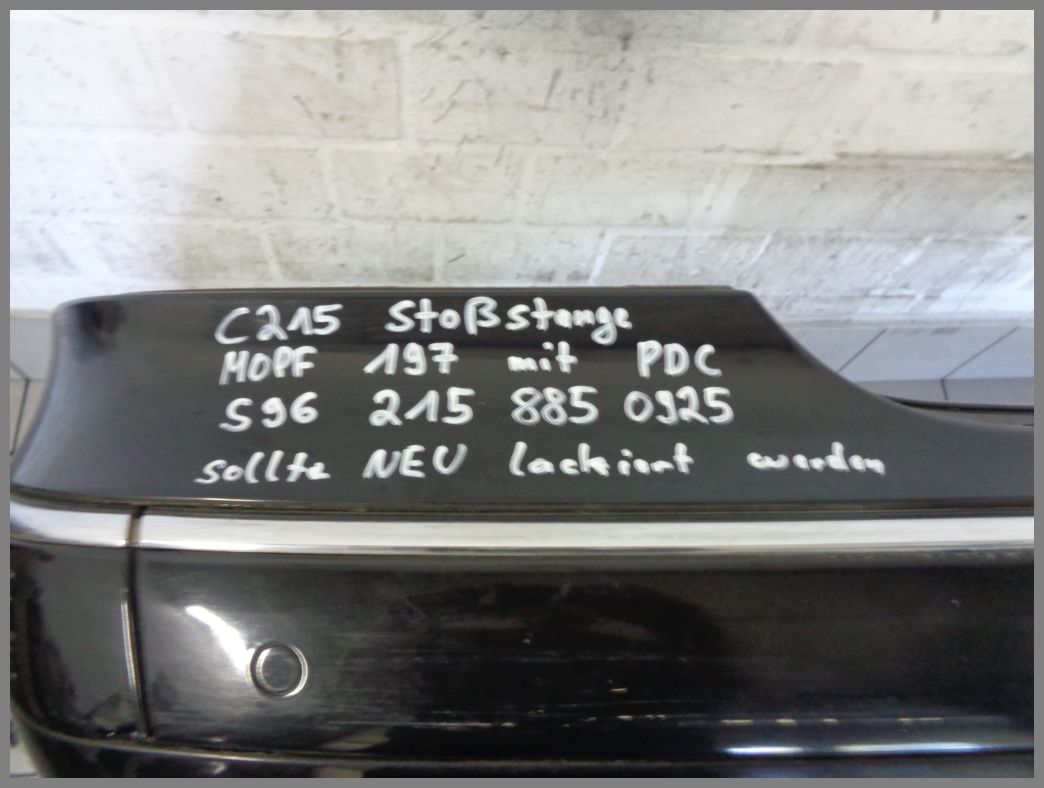 C215 Stoßstange
MOPF 197 mit PDC
S96 215 885 0925
sollte NEU lackiert werden